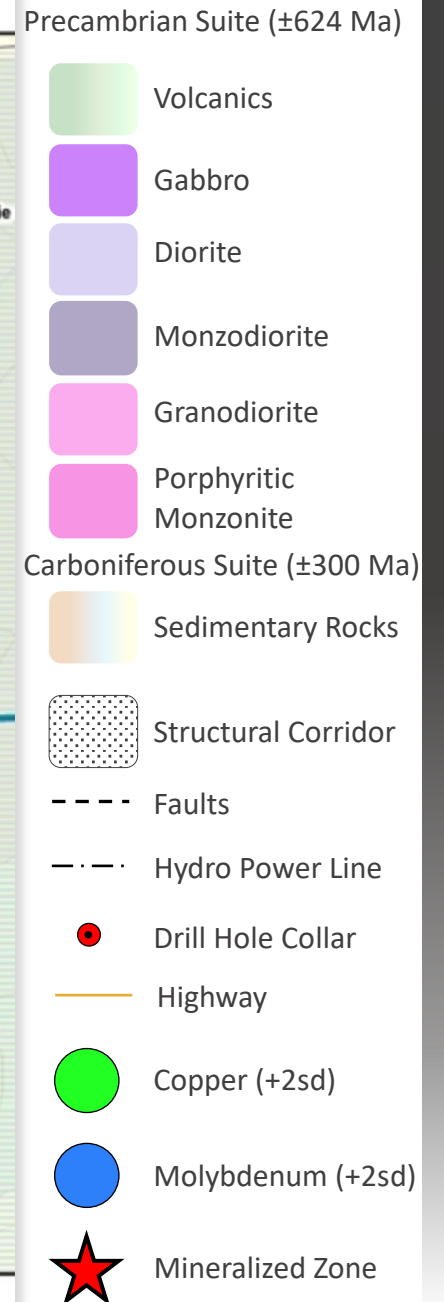 Precambrian Suite (±624 Ma)
Volcanics
Gabbro
Diorite
Monzodiorite
Granodiorite
Porphyritic
Monzonite
Carboniferous Suite (±300 Ma)
Sedimentary Rocks
Structural Corridor
Faults
Hydro Power Line
Drill Hole Collar
Highway
Copper (+2sd)
Molybdenum (+2sd)
Mineralized Zone